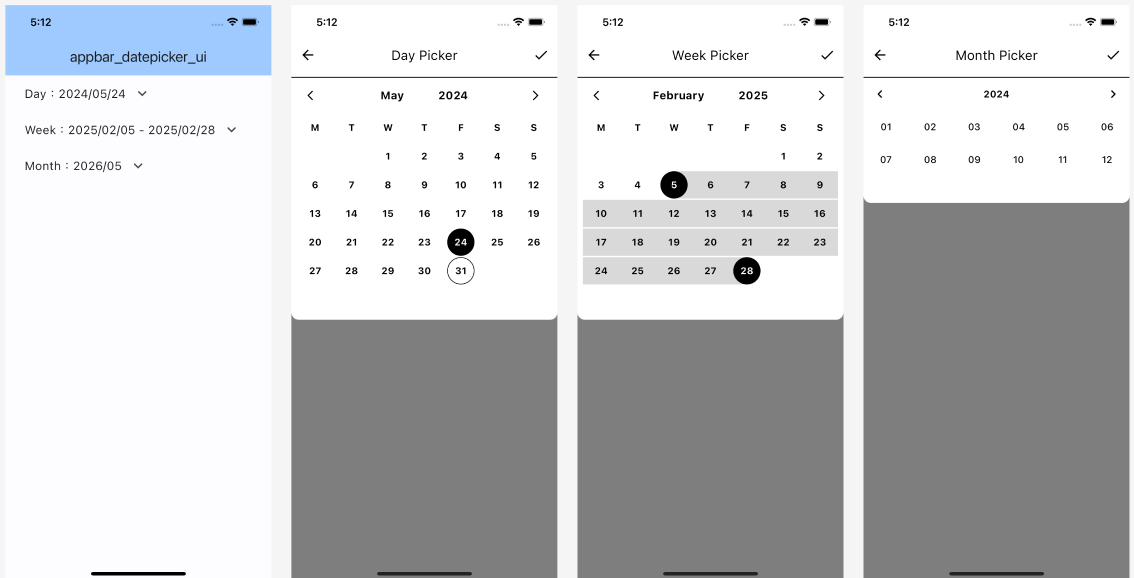 5:12
appbar_datepicker_ui
Day : 2024/05/24
Week : 2025/02/05 - 2025/02/28
Month : 2026/05
5:12
Day Picker
May 2024
M T W T F S S
1 2 3 4 5
6 7 8 9 10 11 12
13 14 15 16 17 18 19
20 21 22 23 24 25 26
27 28 29 30 31
5:12
Week Picker
February 2025
M T W T F S S
1 2
3 4 5 6 7 8 9
10 11 12 13 14 15 16
17 18 19 20 21 22 23
24 25 26 27 28
5:12
Month Picker
2024
01 02 03 04 05 06
07 08 09 10 11 12